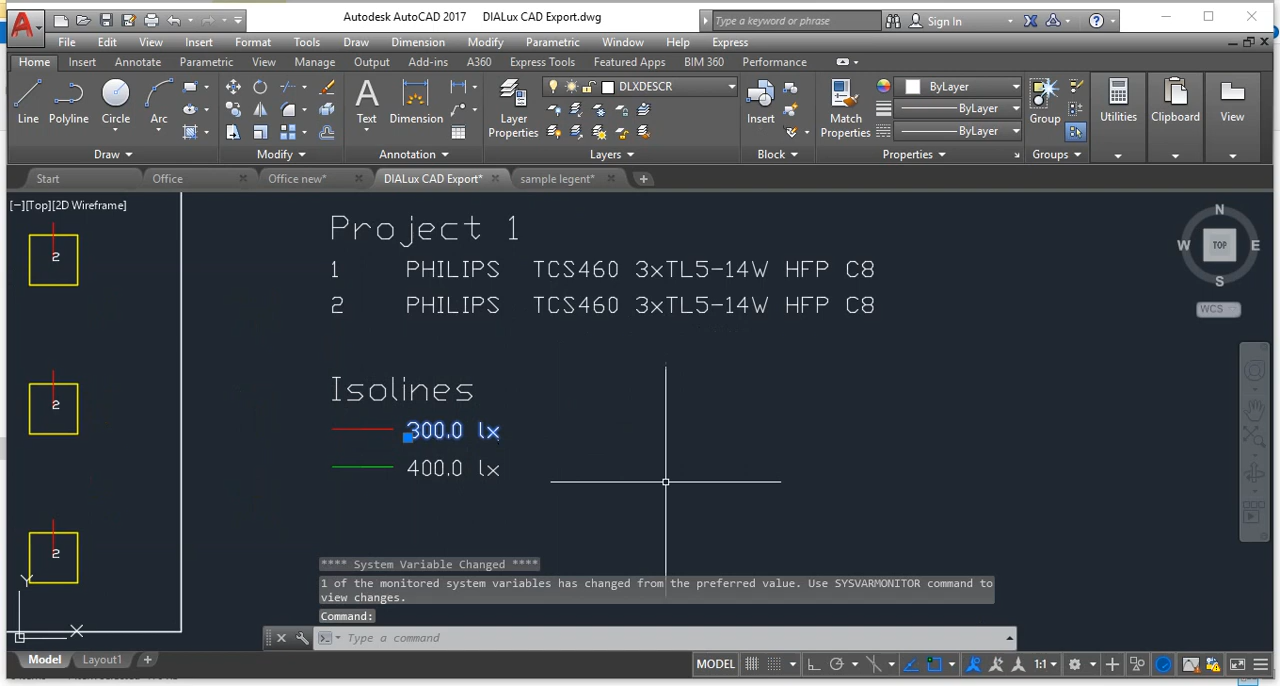 Autodesk AutoCAD 2017 DIALux CAD Export.dwg
Type a keyword or phrase
Sign In
File Edit View Insert Format Tools Draw Dimension Modify Parametric Window Help Express
Home Insert Annotate Parametric View Manage Output Add-ins A360 Express Tools Featured Apps BIM 360 Performance
DLXDESCR
ByLayer
ByLayer
ByLayer
Line Polyline Circle Arc
Text Dimension
Layer Properties
Insert
Match Properties
Group
Utilities
Clipboard
View
Draw Modify Annotation Layers Block Properties Groups
Start Office Office new* DIALux CAD Export* sample legent*
[−][Top][2D Wireframe]
N
W TOP E
S
WCS
2
2
2
Y
X
Project 1
1 PHILIPS TCS460 3xTL5-14W HFP C8
2 PHILIPS TCS460 3xTL5-14W HFP C8
Isolines
300.0 lx
400.0 lx
**** System Variable Changed ****
1 of the monitored system variables has changed from the preferred value. Use SYSVARMONITOR command to
view changes.
Command:
Type a command
Model Layout1
MODEL 1:1